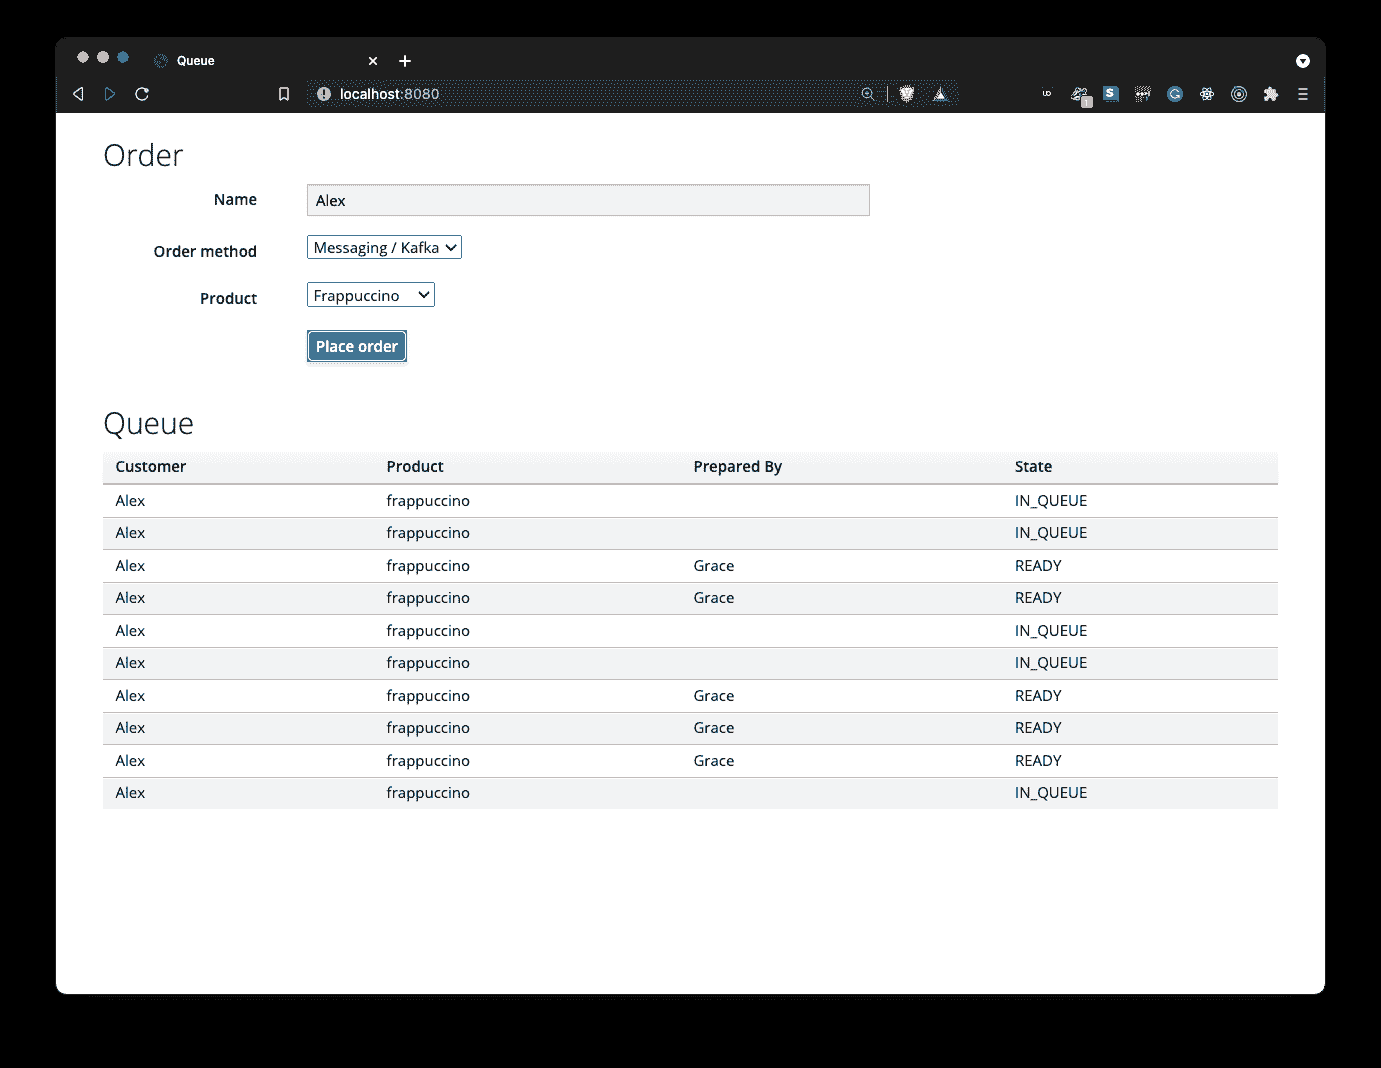 Queue
localhost:8080
Order
Name Alex
Order method Messaging / Kafka
Product Frappuccino
Place order
Queue
Customer Product Prepared By State
Alex frappuccino IN_QUEUE
Alex frappuccino IN_QUEUE
Alex frappuccino Grace READY
Alex frappuccino Grace READY
Alex frappuccino IN_QUEUE
Alex frappuccino IN_QUEUE
Alex frappuccino Grace READY
Alex frappuccino Grace READY
Alex frappuccino Grace READY
Alex frappuccino IN_QUEUE